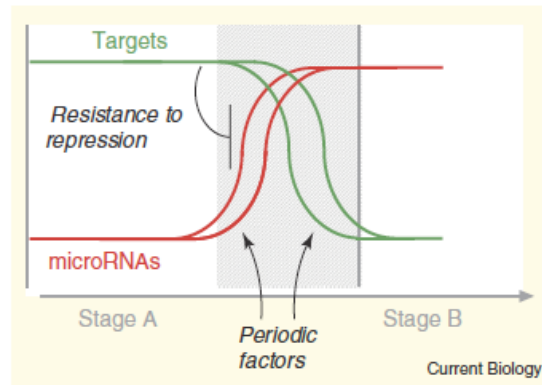 Targets
Resistance to
repression
microRNAs
Stage A
Periodic
factors
Stage B
Current Biology